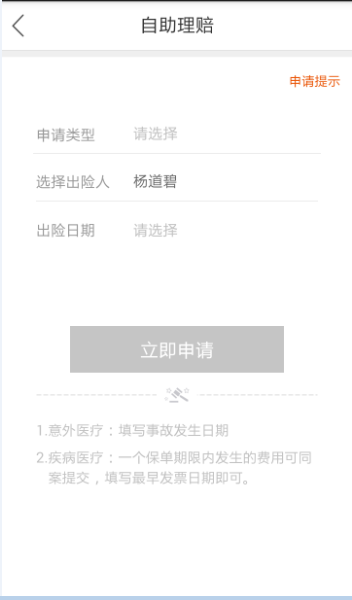 自助理赔
申请提示
申请类型 请选择
选择出险人 杨道碧
出险日期 请选择
立即申请
1.意外医疗：填写事故发生日期
2.疾病医疗：一个保单期限内发生的费用可同
案提交，填写最早发票日期即可。